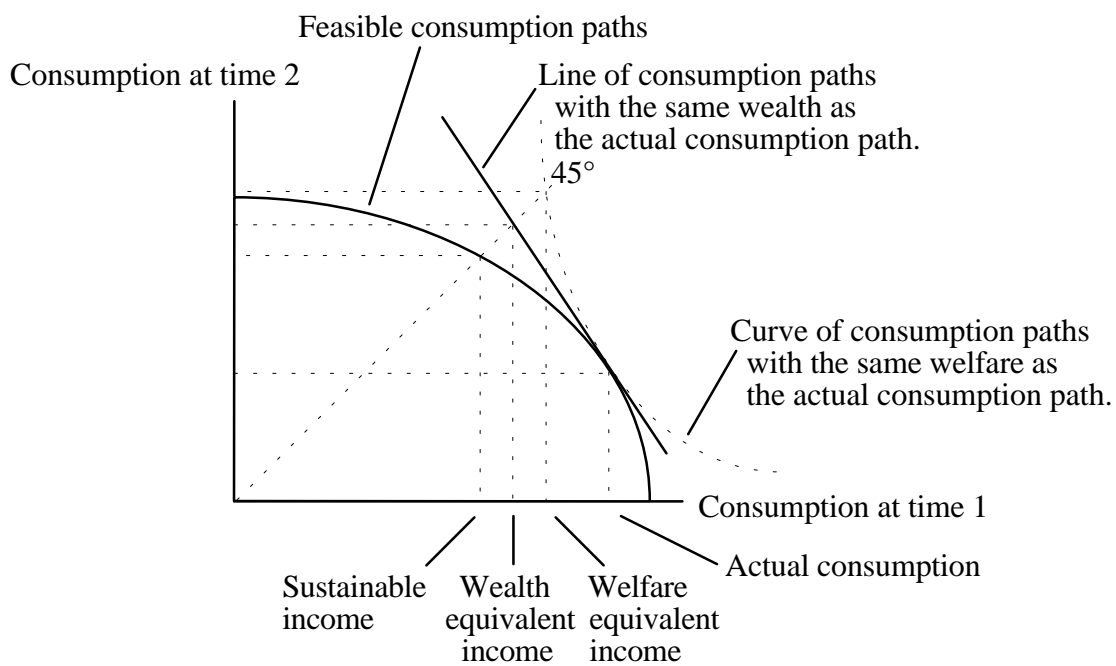 Feasible consumption paths
Consumption at time 2
Line of consumption paths
with the same wealth as
the actual consumption path.
45°
Curve of consumption paths
with the same welfare as
the actual consumption path.
Consumption at time 1
Actual consumption
Sustainable
income
Wealth
equivalent
income
Welfare
equivalent
income